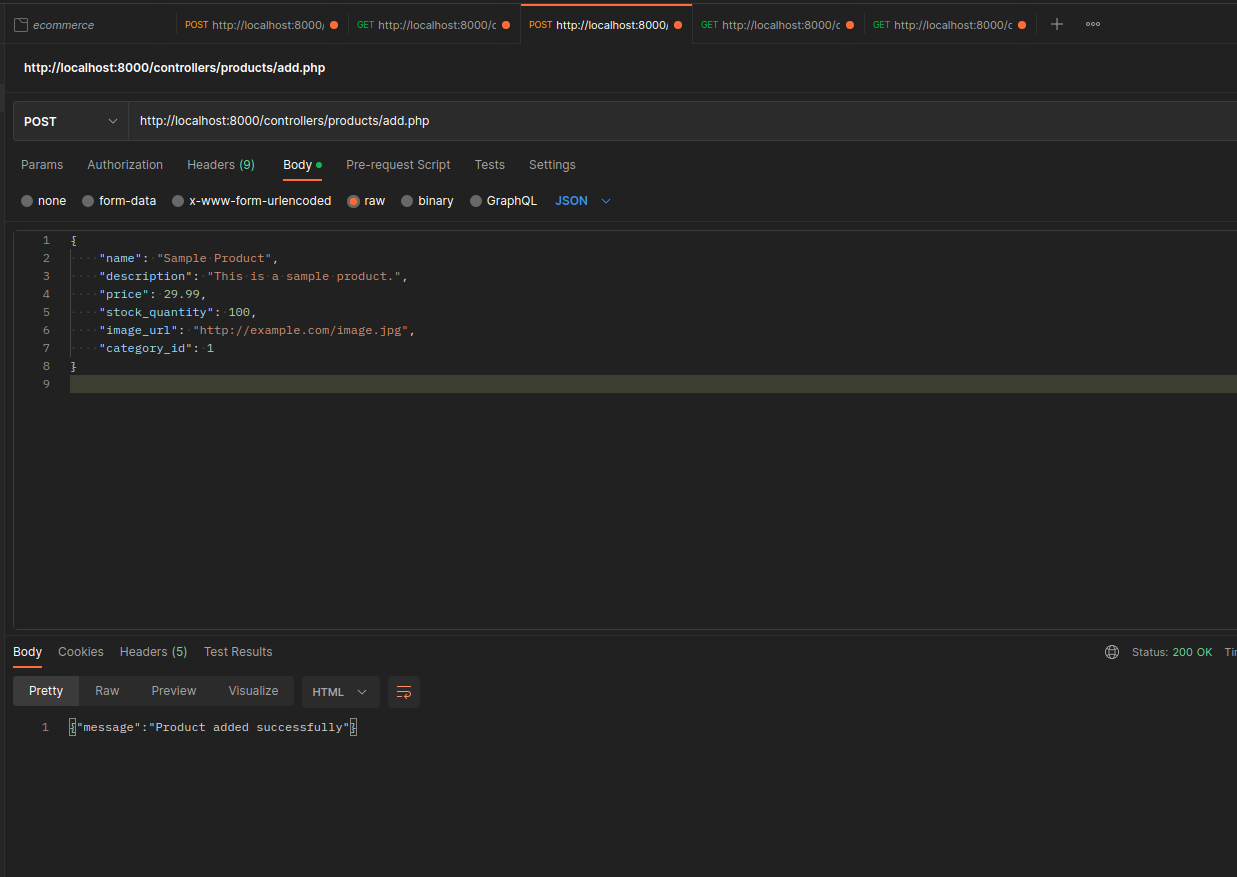 ecommerce POST http://localhost:8000/ GET http://localhost:8000/c POST http://localhost:8000/ GET http://localhost:8000/c GET http://localhost:8000/c
http://localhost:8000/controllers/products/add.php
POST http://localhost:8000/controllers/products/add.php
Params Authorization Headers (9) Body Pre-request Script Tests Settings
none form-data x-www-form-urlencoded raw binary GraphQL JSON
1 {
2 "name": "Sample Product",
3 "description": "This is a sample product.",
4 "price": 29.99,
5 "stock_quantity": 100,
6 "image_url": "http://example.com/image.jpg",
7 "category_id": 1
8 }
9
Body Cookies Headers (5) Test Results Status: 200 OK
Pretty Raw Preview Visualize HTML
1 {"message":"Product added successfully"}